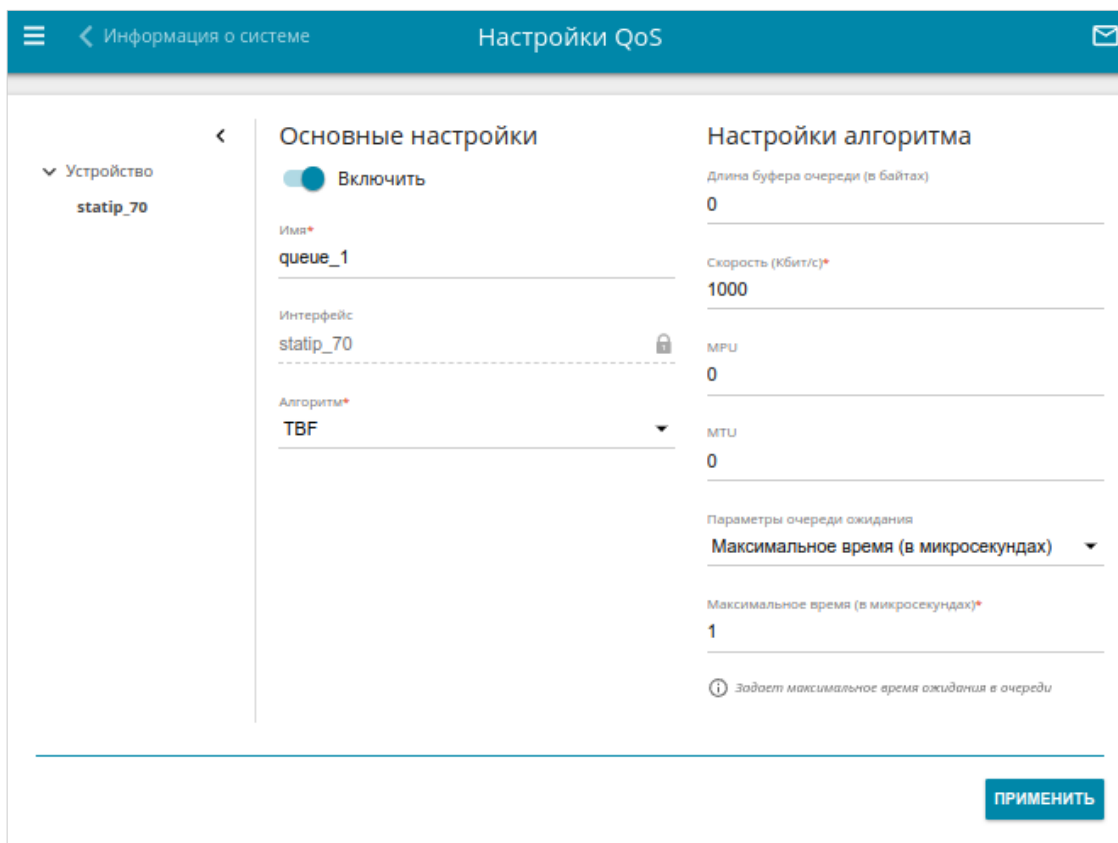 Информация о системе
Настройки QoS
Устройство
statip_70
Основные настройки
Включить
Имя*
queue_1
Интерфейс
statip_70
Алгоритм*
TBF
Настройки алгоритма
Длина буфера очереди (в байтах)
0
Скорость (Кбит/с)*
1000
MPU
0
MTU
0
Параметры очереди ожидания
Максимальное время (в микросекундах)
Максимальное время (в микросекундах)*
1
Задает максимальное время ожидания в очереди
ПРИМЕНИТЬ